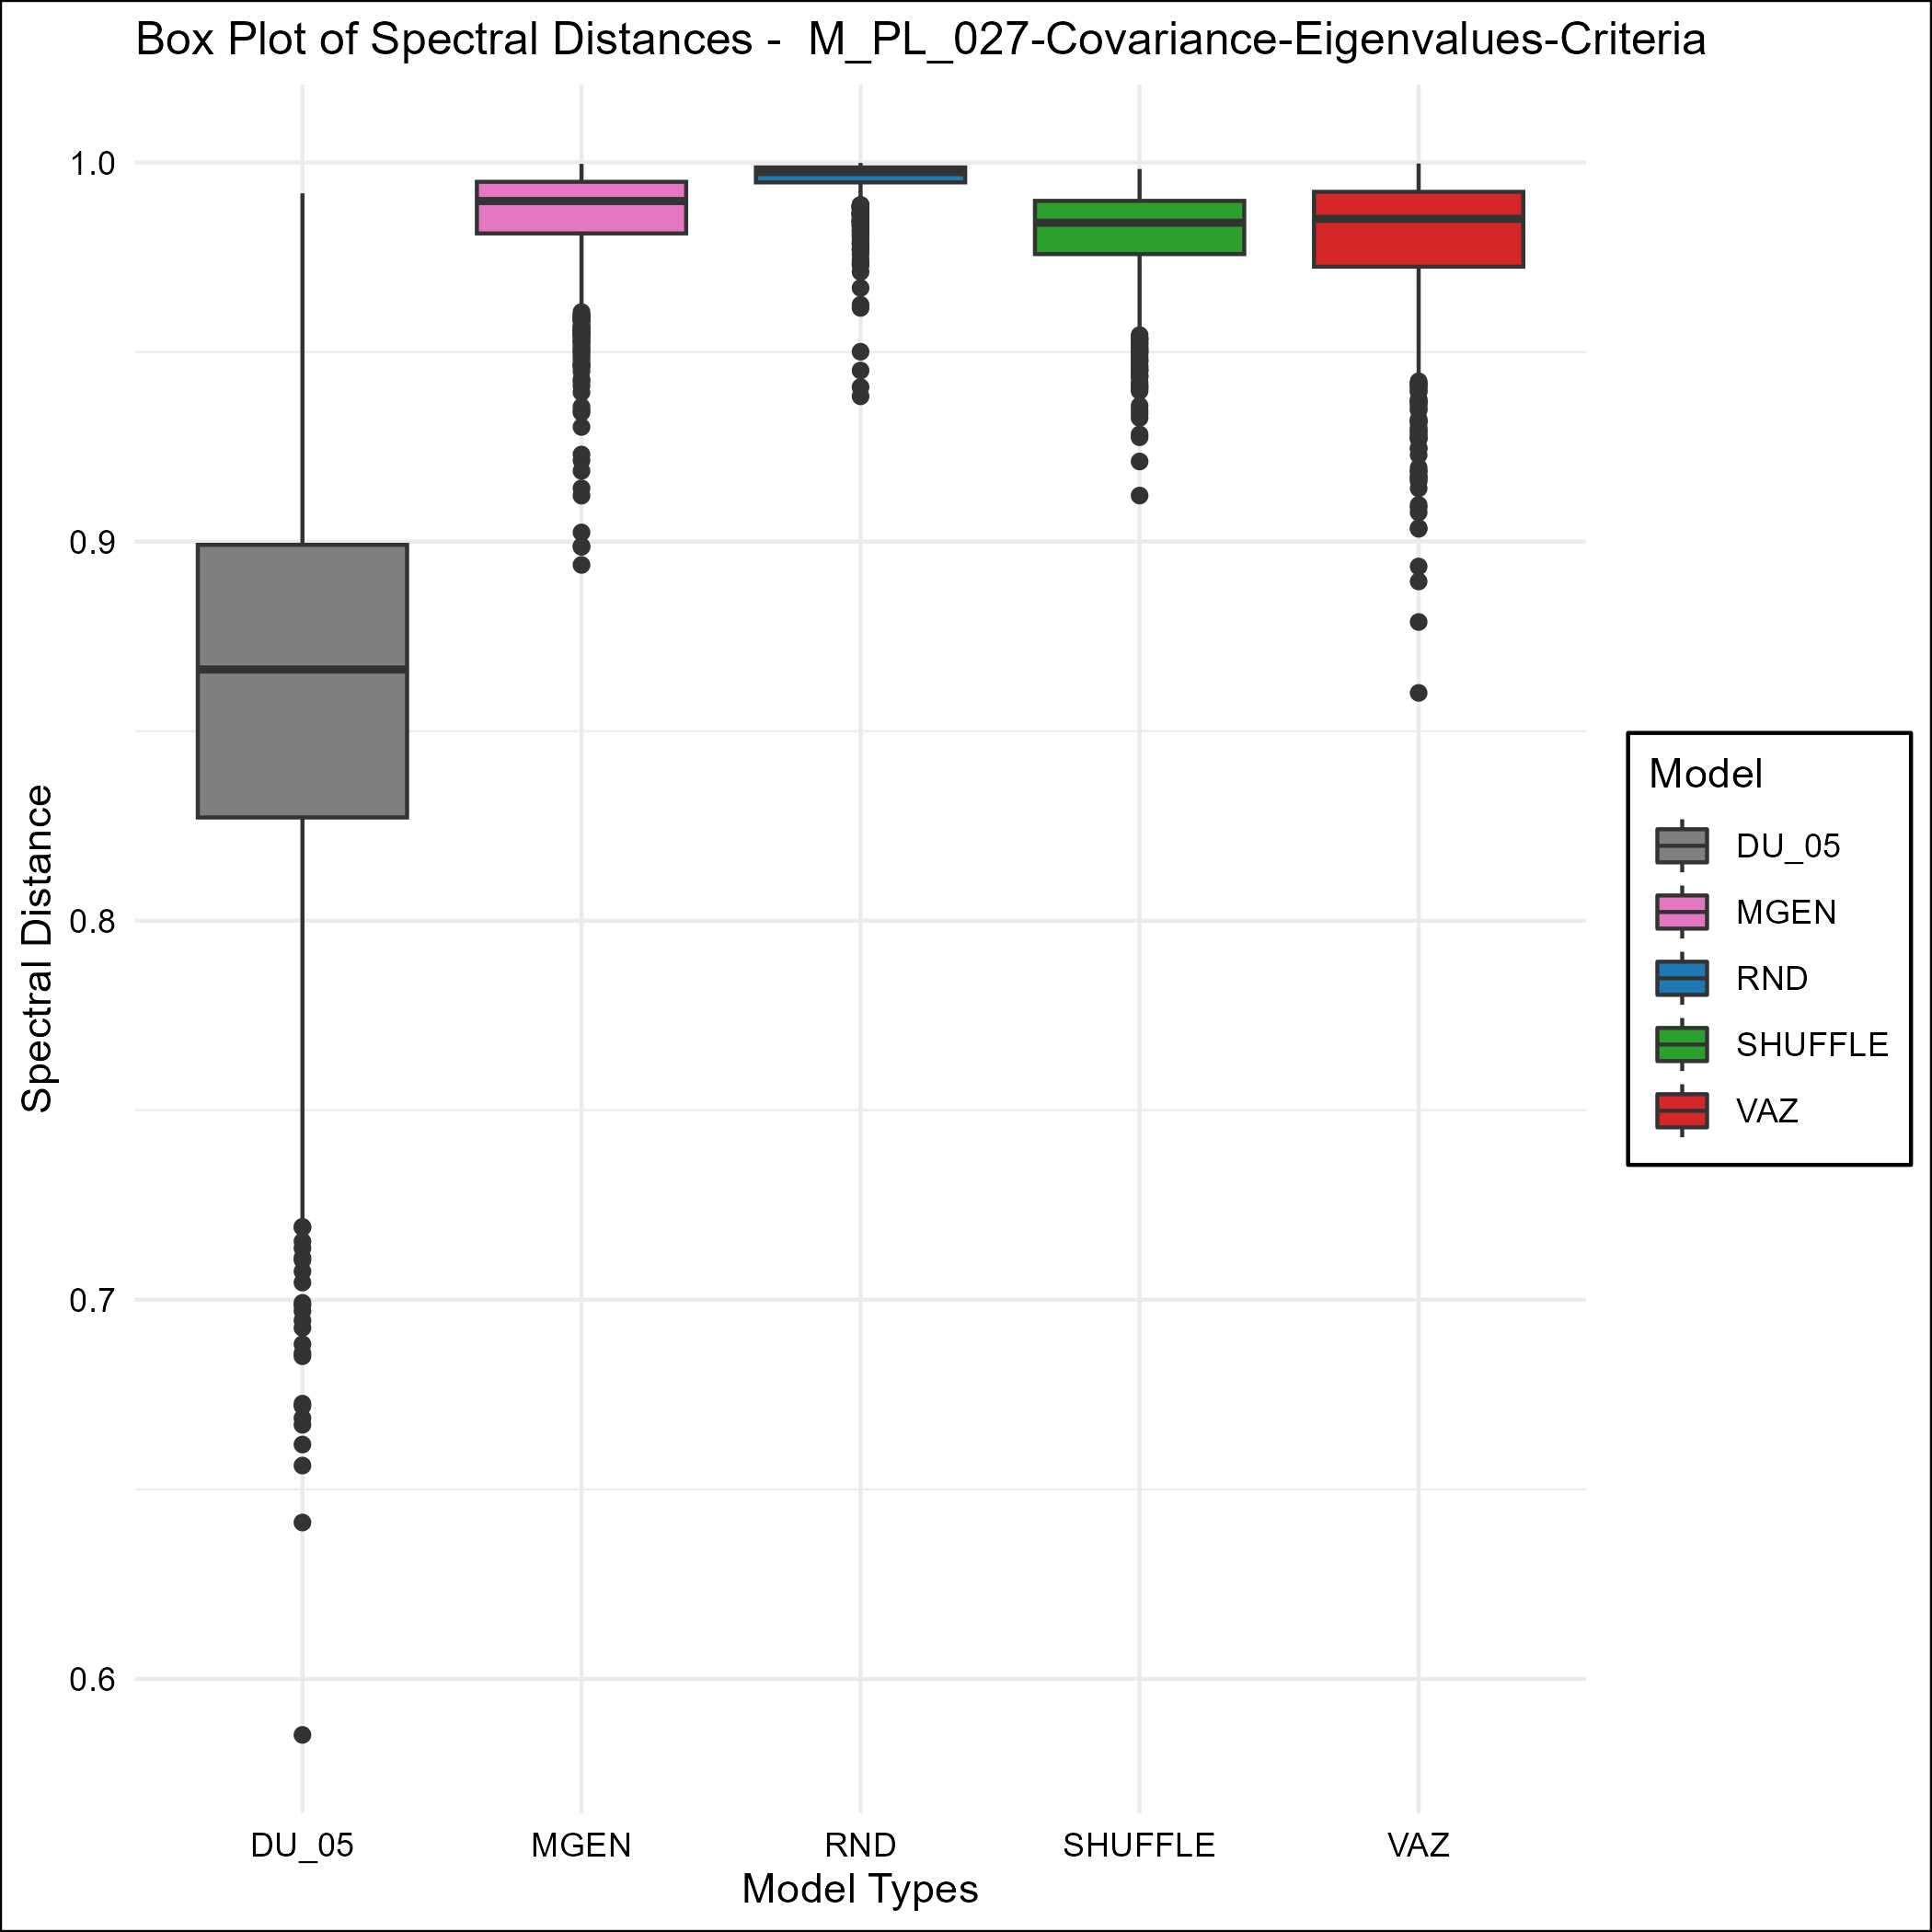 Box Plot of Spectral Distances -  M_PL_027-Covariance-Eigenvalues-Criteria
Spectral Distance
1.0
0.9
0.8
0.7
0.6
DU_05
MGEN
RND
SHUFFLE
VAZ
Model Types
Model
DU_05
MGEN
RND
SHUFFLE
VAZ